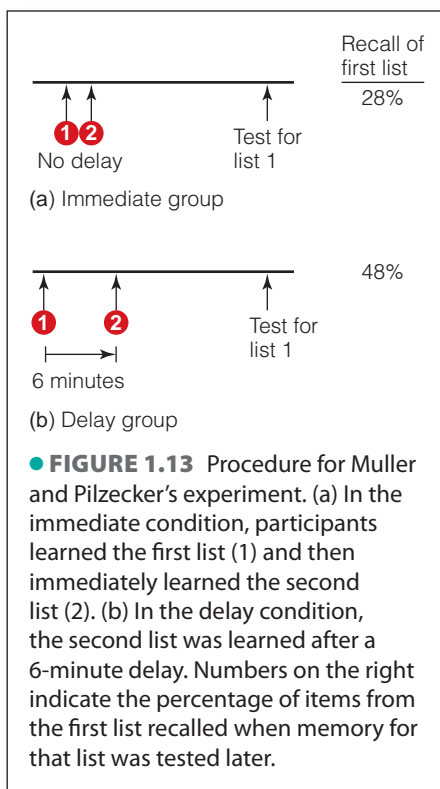 Recall of
first list
28%
1 2
No delay
Test for
list 1
(a) Immediate group
48%
1 2
Test for
list 1
6 minutes
(b) Delay group
● FIGURE 1.13 Procedure for Muller
and Pilzecker’s experiment. (a) In the
immediate condition, participants
learned the first list (1) and then
immediately learned the second
list (2). (b) In the delay condition,
the second list was learned after a
6-minute delay. Numbers on the right
indicate the percentage of items from
the first list recalled when memory for
that list was tested later.